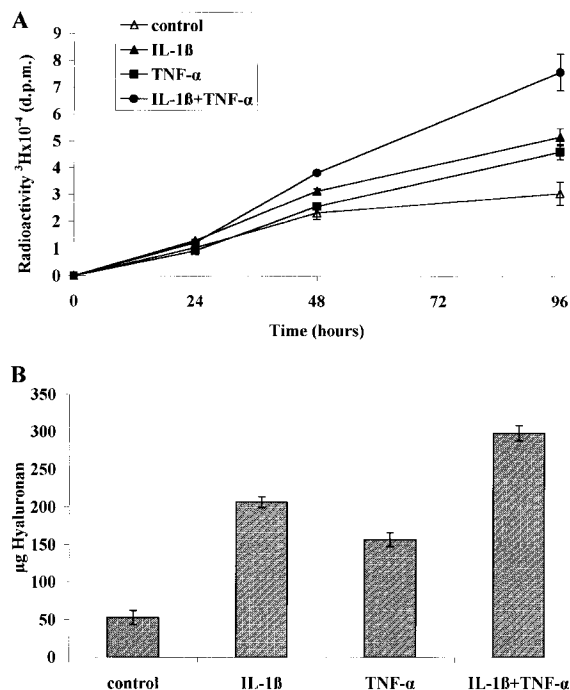 A
control
IL-1ß
TNF-α
IL-1ß+TNF-α
Radioactivity ³Hx10⁻⁴ (d.p.m.)
9
8
7
6
5
4
3
2
1
0
0 24 48 72 96
Time (hours)
B
µg Hyaluronan
350
300
250
200
150
100
50
0
control IL-1ß TNF-α IL-1ß+TNF-α